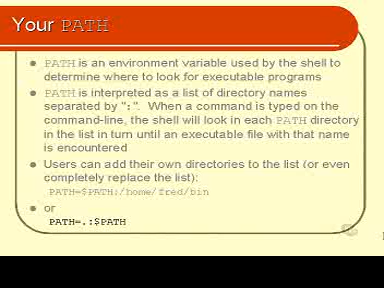 Your PATH
PATH is an environment variable used by the shell to
determine where to look for executable programs
PATH is interpreted as a list of directory names
separated by ":". When a command is typed on the
command-line, the shell will look in each PATH directory
in the list in turn until an executable file with that name
is encountered
Users can add their own directories to the list (or even
completely replace the list):
PATH=$PATH:/home/fred/bin
or
PATH=.:$PATH